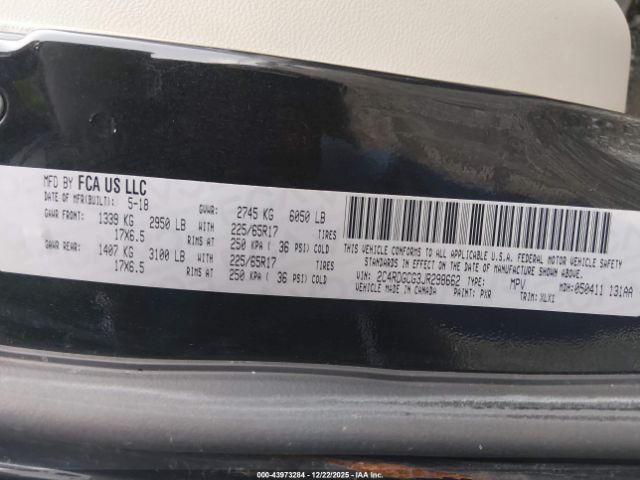 MFD BY FCA US LLC
DATE OF MFR(BUILT): 5-18 GVWR: 2745 KG 6050 LB
GAWR FRONT: 1339 KG 2950 LB WITH 225/65R17 TIRES
17X6.5 RIMS AT 250 KPA ( 36 PSI) COLD
GAWR REAR: 1407 KG 3100 LB WITH 225/65R17 TIRES
17X6.5 RIMS AT 250 KPA ( 36 PSI) COLD
THIS VEHICLE CONFORMS TO ALL APPLICABLE U.S.A. FEDERAL MOTOR VEHICLE SAFETY
STANDARDS IN EFFECT ON THE DATE OF MANUFACTURE SHOWN ABOVE.
VIN: 2C4RDGCG3JR298662 TYPE: MPV MDH: 050411 131AA
VEHICLE MADE IN CANADA PAINT: PXR TRIM: XLX1
000-43973284 - 12/22/2025 - IAAI.COM